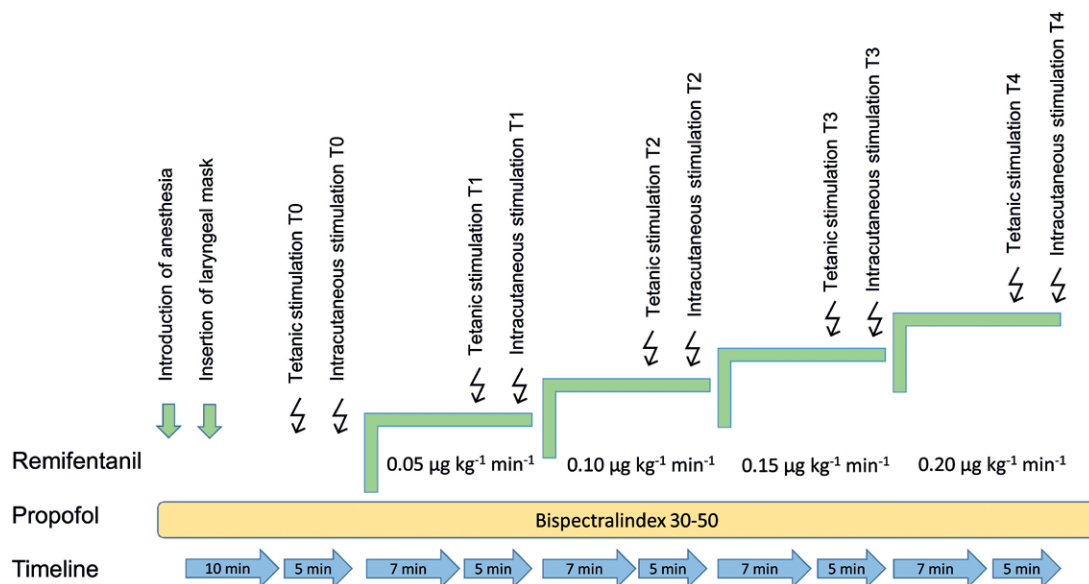 Introduction of anesthesia
Insertion of laryngeal mask
Tetanic stimulation T0
Intracutaneous stimulation T0
Tetanic stimulation T1
Intracutaneous stimulation T1
Tetanic stimulation T2
Intracutaneous stimulation T2
Tetanic stimulation T3
Intracutaneous stimulation T3
Tetanic stimulation T4
Intracutaneous stimulation T4
Remifentanil
0.05 µg kg⁻¹ min⁻¹
0.10 µg kg⁻¹ min⁻¹
0.15 µg kg⁻¹ min⁻¹
0.20 µg kg⁻¹ min⁻¹
Propofol
Bispectralindex 30-50
Timeline
10 min
5 min
7 min
5 min
7 min
5 min
7 min
5 min
7 min
5 min